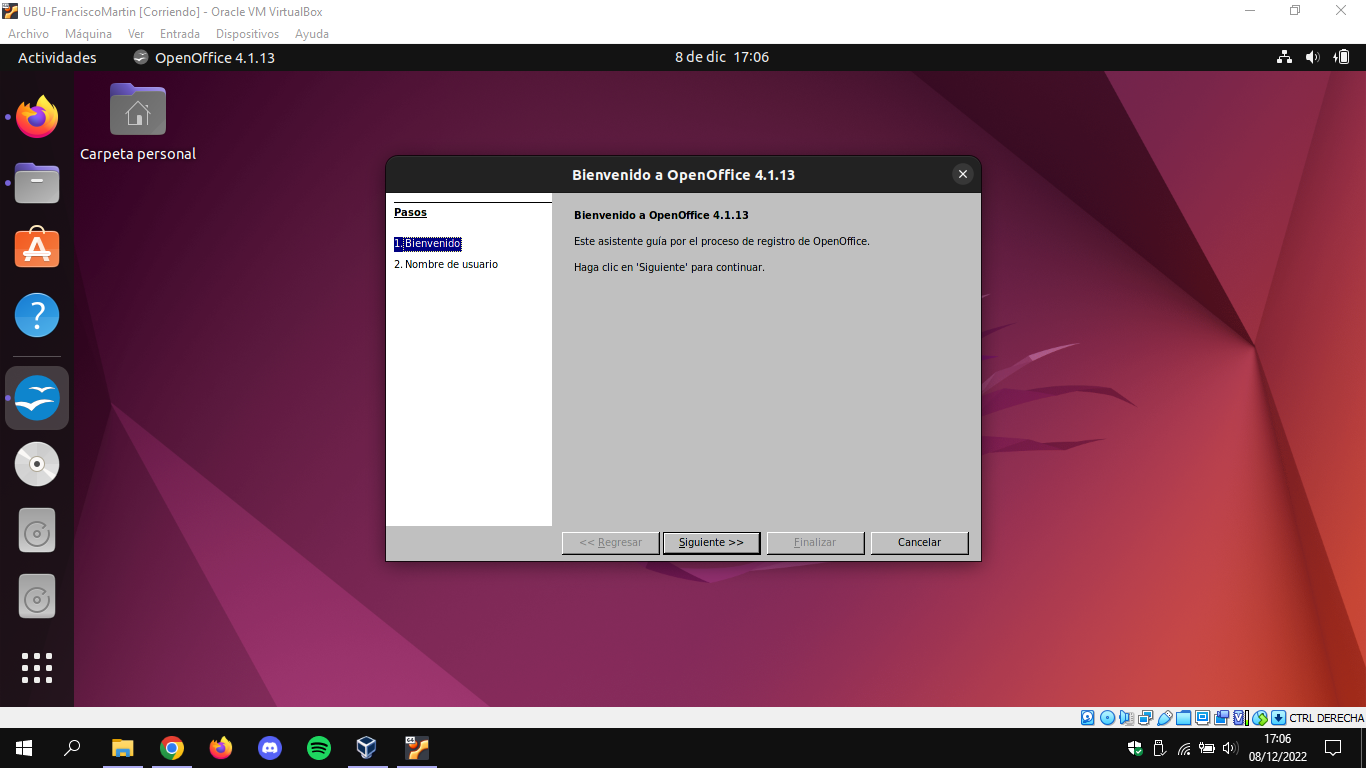 UBU-FranciscoMartin [Corriendo] - Oracle VM VirtualBox
Archivo Máquina Ver Entrada Dispositivos Ayuda
Actividades OpenOffice 4.1.13 8 de dic 17:06
Carpeta personal
Bienvenido a OpenOffice 4.1.13
Pasos
1. Bienvenido
2. Nombre de usuario
Bienvenido a OpenOffice 4.1.13
Este asistente guía por el proceso de registro de OpenOffice.
Haga clic en 'Siguiente' para continuar.
<< Regresar Siguiente >> Finalizar Cancelar
CTRL DERECHA
17:06
08/12/2022